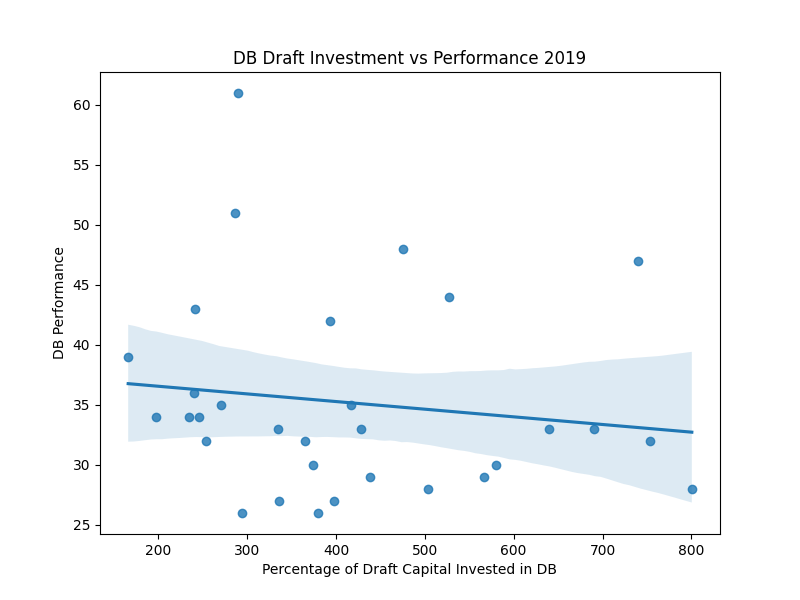 DB Draft Investment vs Performance 2019
60
55
50
45
40
35
30
25
DB Performance
200 300 400 500 600 700 800
Percentage of Draft Capital Invested in DB